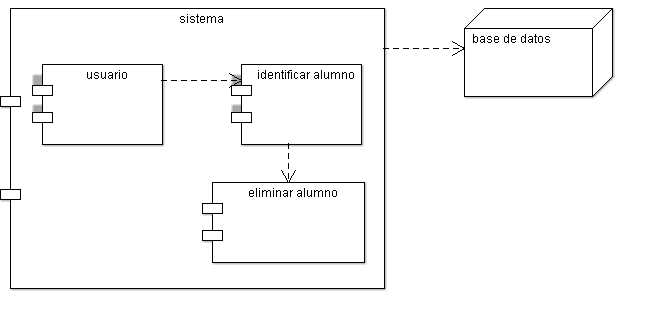 sistema
base de datos
usuario
identificar alumno
eliminar alumno